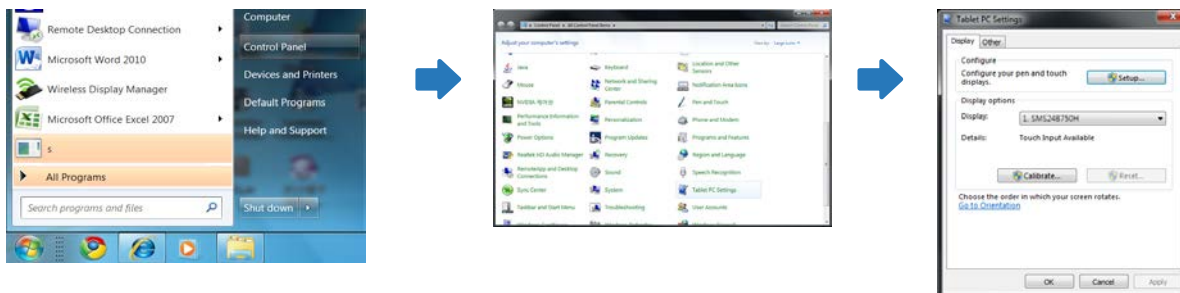 Remote Desktop Connection
Microsoft Word 2010
Wireless Display Manager
Microsoft Office Excel 2007
s
All Programs
Search programs and files
Computer
Control Panel
Devices and Printers
Default Programs
Help and Support
Shut down
Control Panel All Control Panel Items
Adjust your computer's settings
Java
Keyboard
Location and Other Sensors
Mouse
Network and Sharing Center
Notification Area Icons
Parental Controls
Pen and Touch
Performance Information and Tools
Personalization
Phone and Modem
Power Options
Program Updates
Programs and Features
Realtek HD Audio Manager
Recovery
Region and Language
RemoteApp and Desktop Connections
Sound
Speech Recognition
Sync Center
System
Tablet PC Settings
Taskbar and Start Menu
Troubleshooting
User Accounts
Tablet PC Settings
Display Other
Configure
Configure your pen and touch displays.
Setup...
Display options
Display: 1. SMS24B750H
Details: Touch Input Available
Calibrate... Reset...
Choose the order in which your screen rotates.
Go to Orientation
OK Cancel Apply